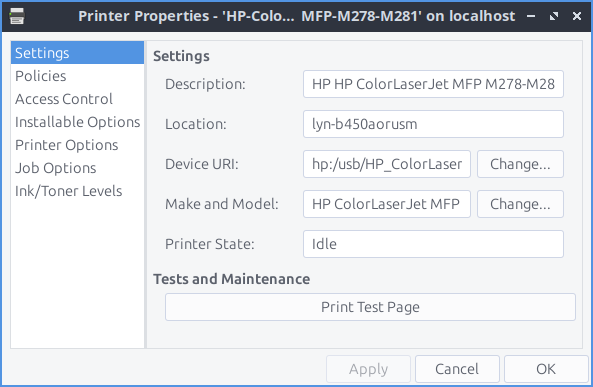 Printer Properties - 'HP-Colo... MFP-M278-M281' on localhost
Settings
Policies
Access Control
Installable Options
Printer Options
Job Options
Ink/Toner Levels
Settings
Description: HP HP ColorLaserJet MFP M278-M28
Location: lyn-b450aorusm
Device URI: hp:/usb/HP_ColorLaser Change...
Make and Model: HP ColorLaserJet MFP Change...
Printer State: Idle
Tests and Maintenance
Print Test Page
Apply Cancel OK